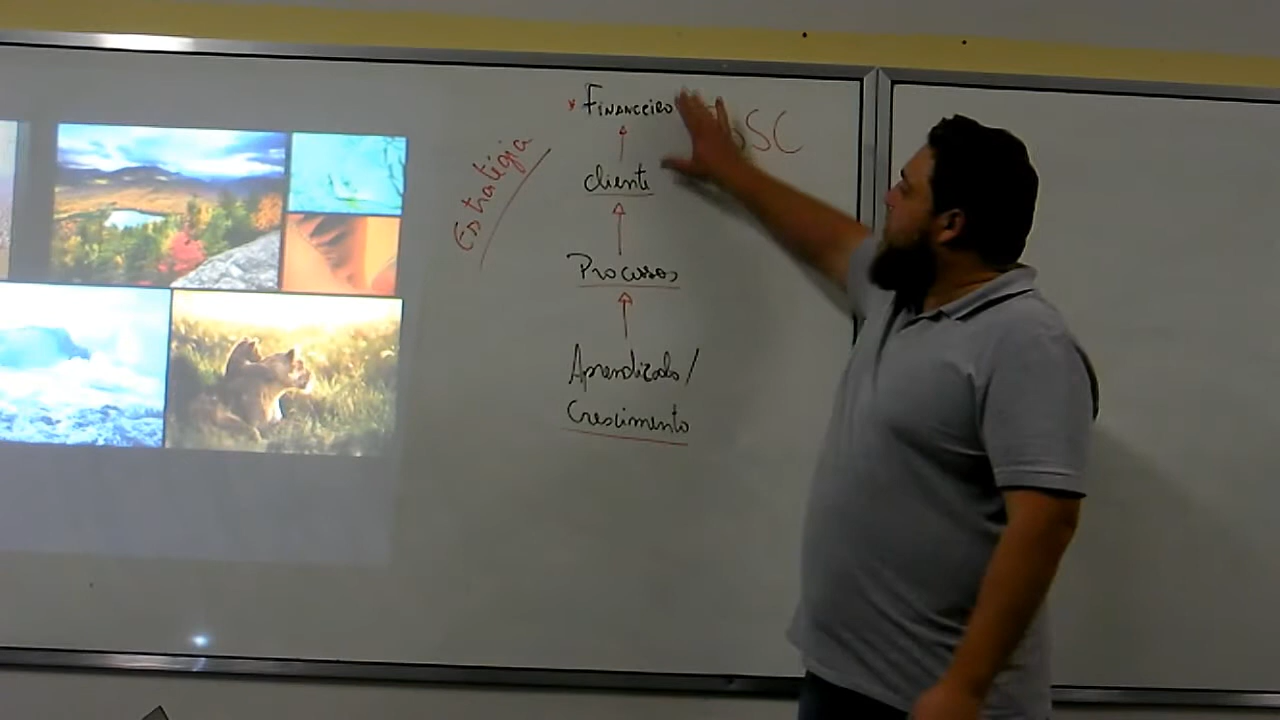 * Financeiro
BSC
Estratégia
cliente
Processos
Aprendizado/
Crescimento